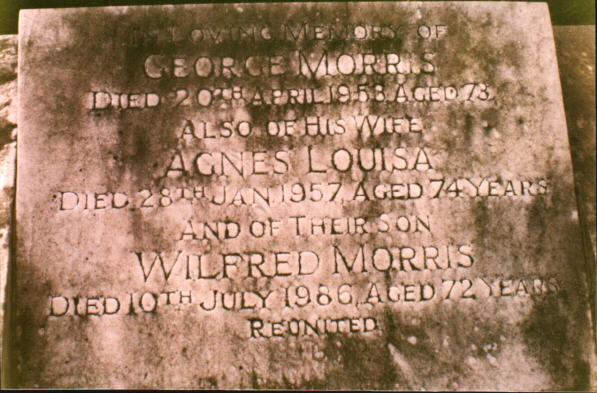 In Loving Memory of
George Morris
Died 20th April 1953, Aged 73,
Also of His Wife
Agnes Louisa
Died 28th Jan. 1957, Aged 74 Years
And of Their Son
Wilfred Morris
Died 10th July 1986, Aged 72 Years
Reunited